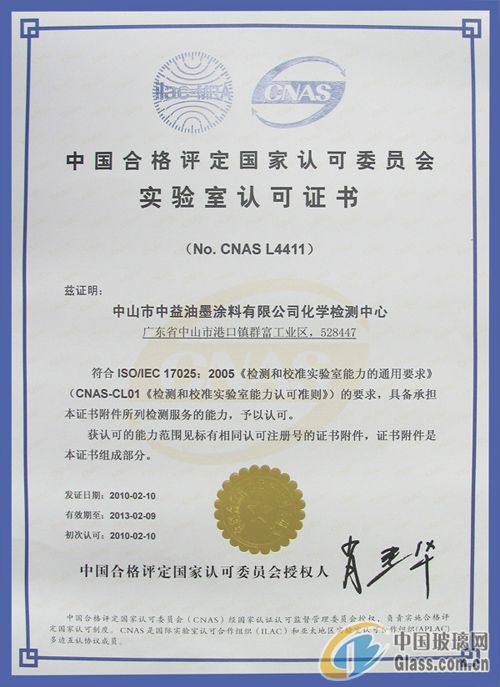 ilac-MRA
CNAS
中国合格评定国家认可委员会
实验室认可证书
（No. CNAS L4411）
兹证明：
中山市中益油墨涂料有限公司化学检测中心
广东省中山市港口镇群富工业区，528447
符合 ISO/IEC 17025：2005《检测和校准实验室能力的通用要求》
（CNAS-CL01《检测和校准实验室能力认可准则》）的要求，具备承担
本证书附件所列检测服务的能力，予以认可。
获认可的能力范围见标有相同认可注册号的证书附件，证书附件是
本证书组成部分。
发证日期：2010-02-10
有效期至：2013-02-09
初次认可：2010-02-10
中国合格评定国家认可委员会授权人
中国合格评定国家认可委员会（CNAS）经国家认证认可监督管理委员会授权，负责实施合格评
定国家认可制度。CNAS是国际实验室认可合作组织（ILAC）和亚太地区实验室认可合作组织(APLAC)
多边互认协议成员。
中国玻璃网
Glass.com.cn